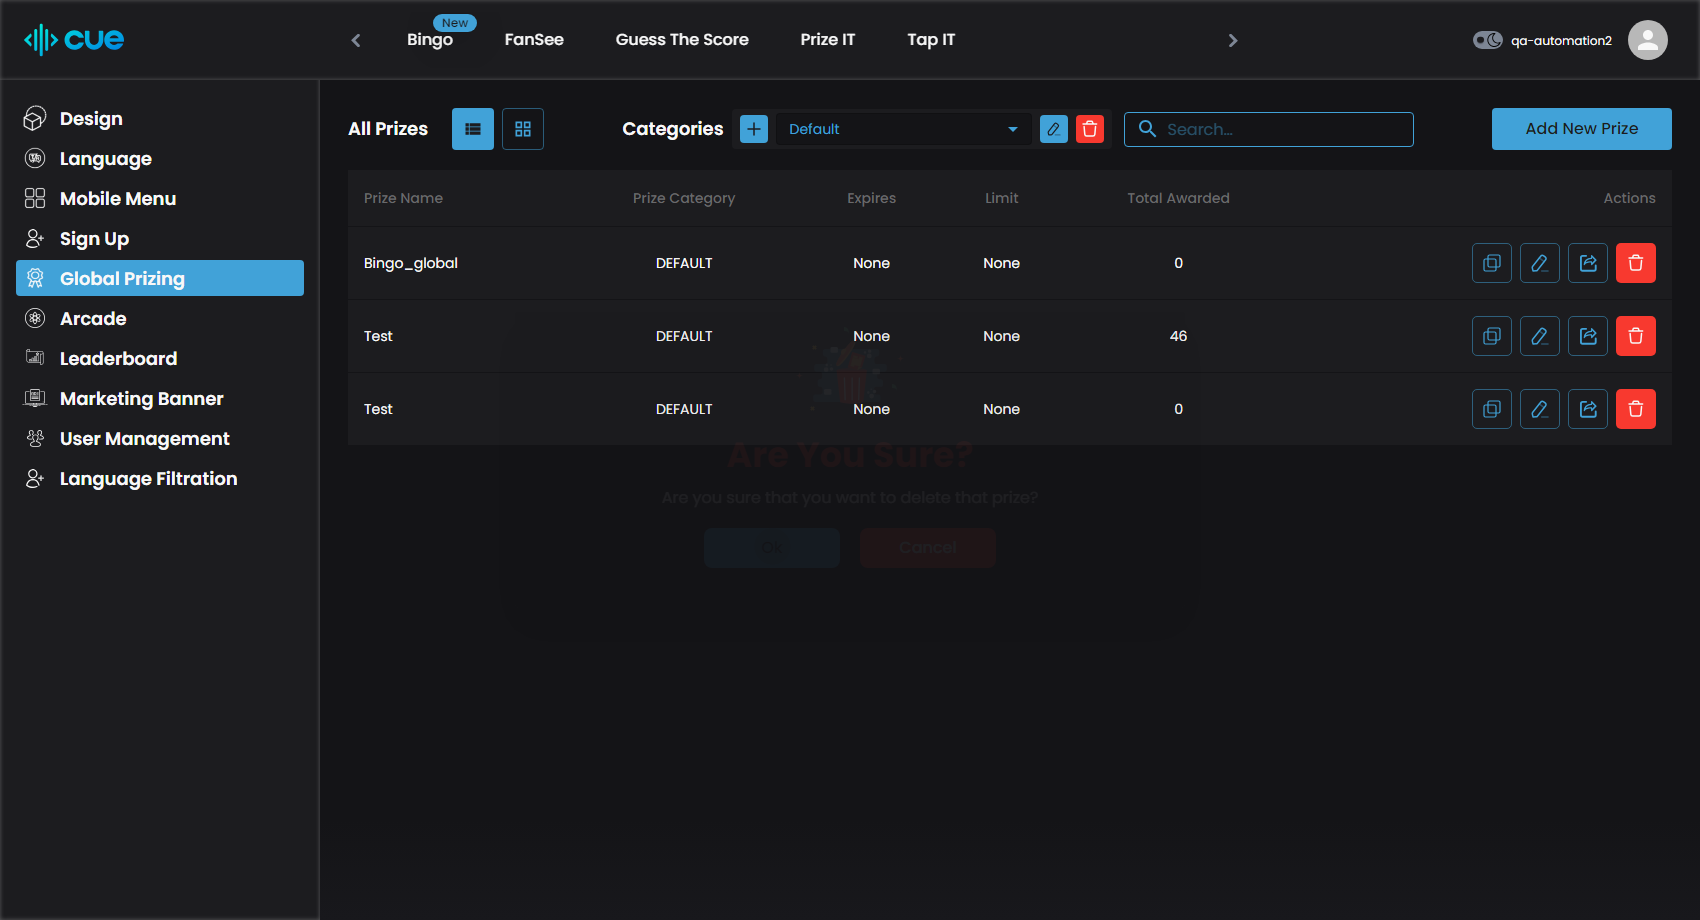 cue
New
Bingo
FanSee
Guess The Score
Prize IT
Tap IT
qa-automation2
Design
Language
Mobile Menu
Sign Up
Global Prizing
Arcade
Leaderboard
Marketing Banner
User Management
Language Filtration
All Prizes
Categories
Default
Search...
Add New Prize
Prize Name Prize Category Expires Limit Total Awarded Actions
Bingo_global DEFAULT None None 0
Test DEFAULT None None 46
Test DEFAULT None None 0
Are You Sure?
Are you sure that you want to delete that prize?
Ok
Cancel